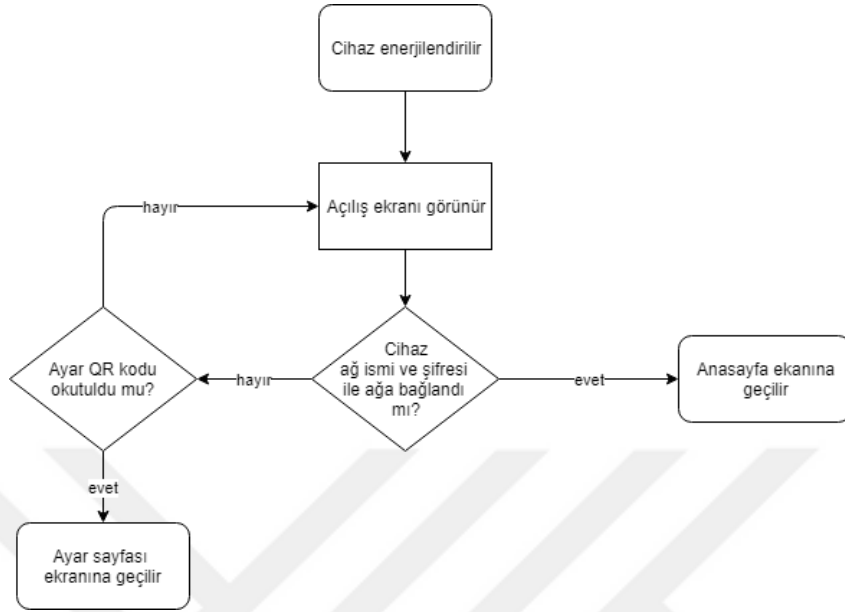 Cihaz enerjilendirilir
hayır
Açılış ekranı görünür
Ayar QR kodu
okutuldu mu?
hayır
Cihaz
ağ ismi ve şifresi
ile ağa bağlandı
mı?
evet
Anasayfa ekanına
geçilir
evet
Ayar sayfası
ekranına geçilir